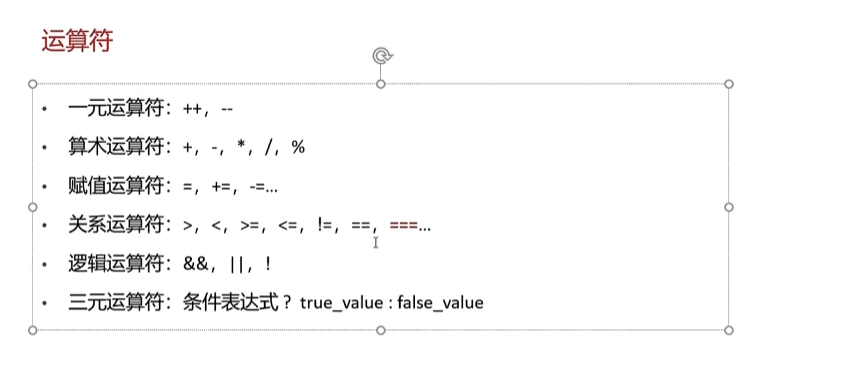 运算符
• 一元运算符：++，--
• 算术运算符：+，-，*，/，%
• 赋值运算符：=，+=，-=...
• 关系运算符：>，<，>=，<=，!=，==，===...
• 逻辑运算符：&&，||，!
• 三元运算符：条件表达式 ? true_value : false_value